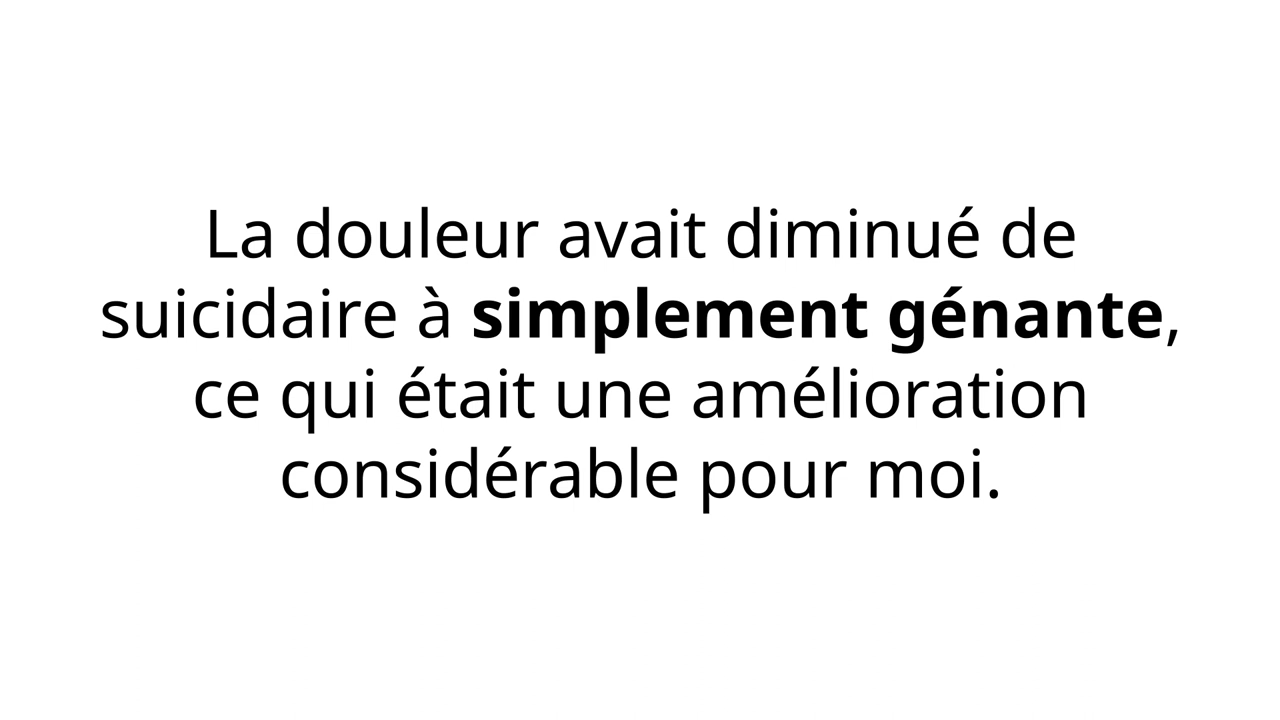 La douleur avait diminué de
suicidaire à simplement génante,
ce qui était une amélioration
considérable pour moi.